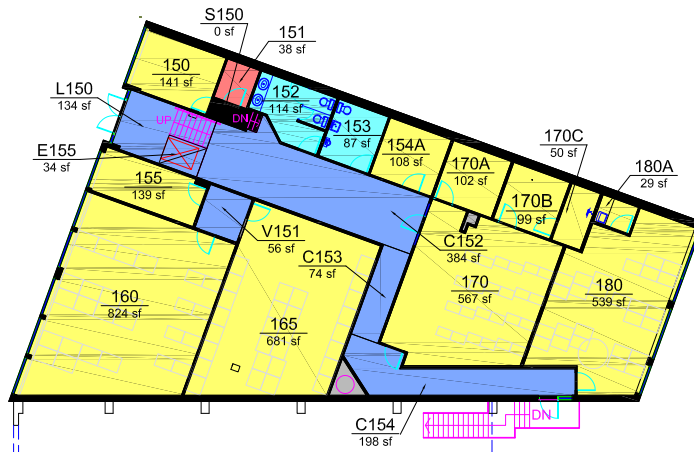 S150
0 sf
151
38 sf
150
141 sf
L150
134 sf
152
114 sf
UP
DN
153
87 sf
154A
108 sf
170A
102 sf
170C
50 sf
180A
29 sf
170B
99 sf
E155
34 sf
155
139 sf
V151
56 sf
C153
74 sf
C152
384 sf
160
824 sf
165
681 sf
170
567 sf
180
539 sf
C154
198 sf
DN